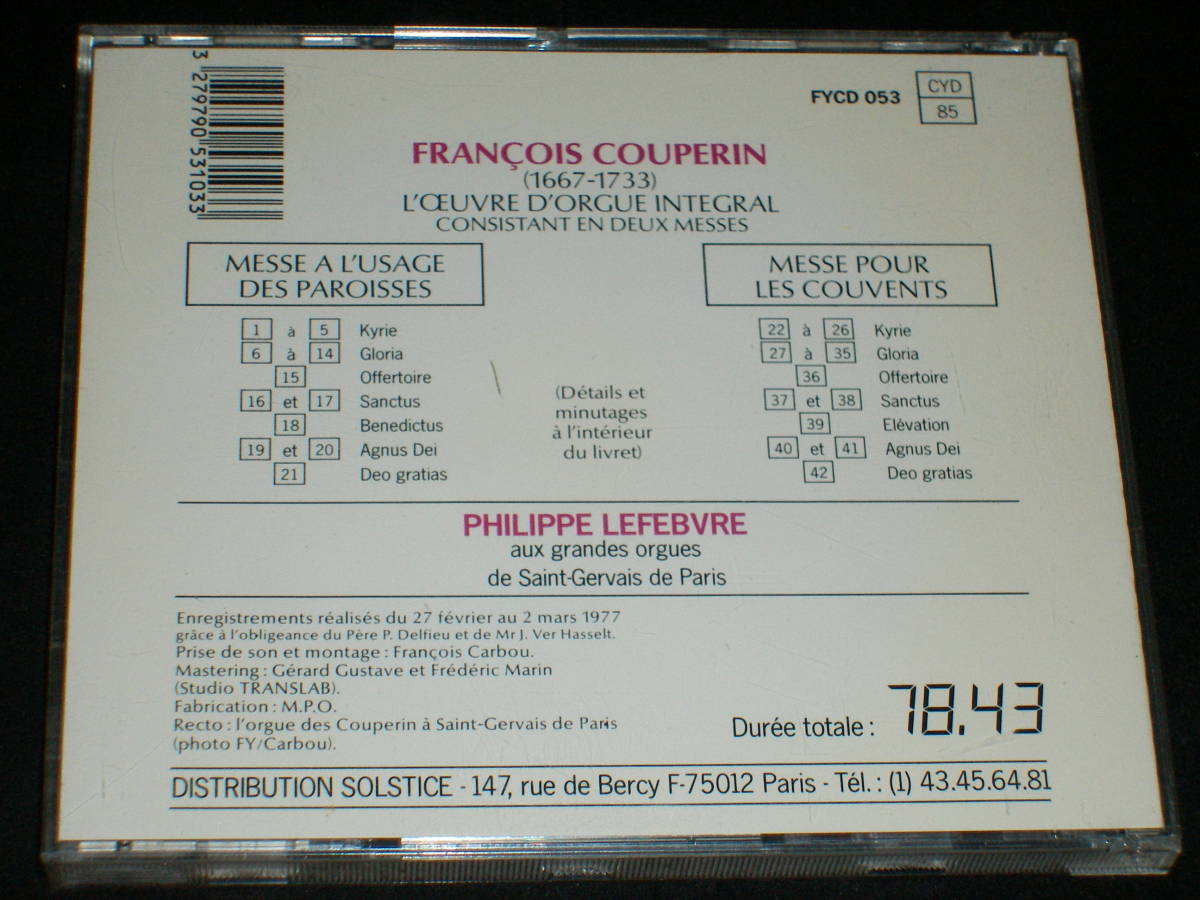 3 279790 531033
FYCD 053
CYD
85
FRANÇOIS COUPERIN
(1667-1733)
L'ŒUVRE D'ORGUE INTEGRAL
CONSISTANT EN DEUX MESSES
MESSE A L'USAGE
DES PAROISSES
1 à 5 Kyrie
6 à 14 Gloria
15 Offertoire
16 et 17 Sanctus
18 Benedictus
19 et 20 Agnus Dei
21 Deo gratias
(Détails et
minutages
à l'intérieur
du livret)
MESSE POUR
LES COUVENTS
22 à 26 Kyrie
27 à 35 Gloria
36 Offertoire
37 et 38 Sanctus
39 Elévation
40 et 41 Agnus Dei
42 Deo gratias
PHILIPPE LEFEBVRE
aux grandes orgues
de Saint-Gervais de Paris
Enregistrements réalisés du 27 février au 2 mars 1977
grâce à l'obligeance du Père P. Delfieu et de Mr J. Ver Hasselt.
Prise de son et montage : François Carbou.
Mastering : Gérard Gustave et Frédéric Marin
(Studio TRANSLAB).
Fabrication : M.P.O.
Recto : l'orgue des Couperin à Saint-Gervais de Paris
(photo FY/Carbou).
Durée totale : 78.43
DISTRIBUTION SOLSTICE - 147, rue de Bercy F-75012 Paris - Tél. : (1) 43.45.64.81